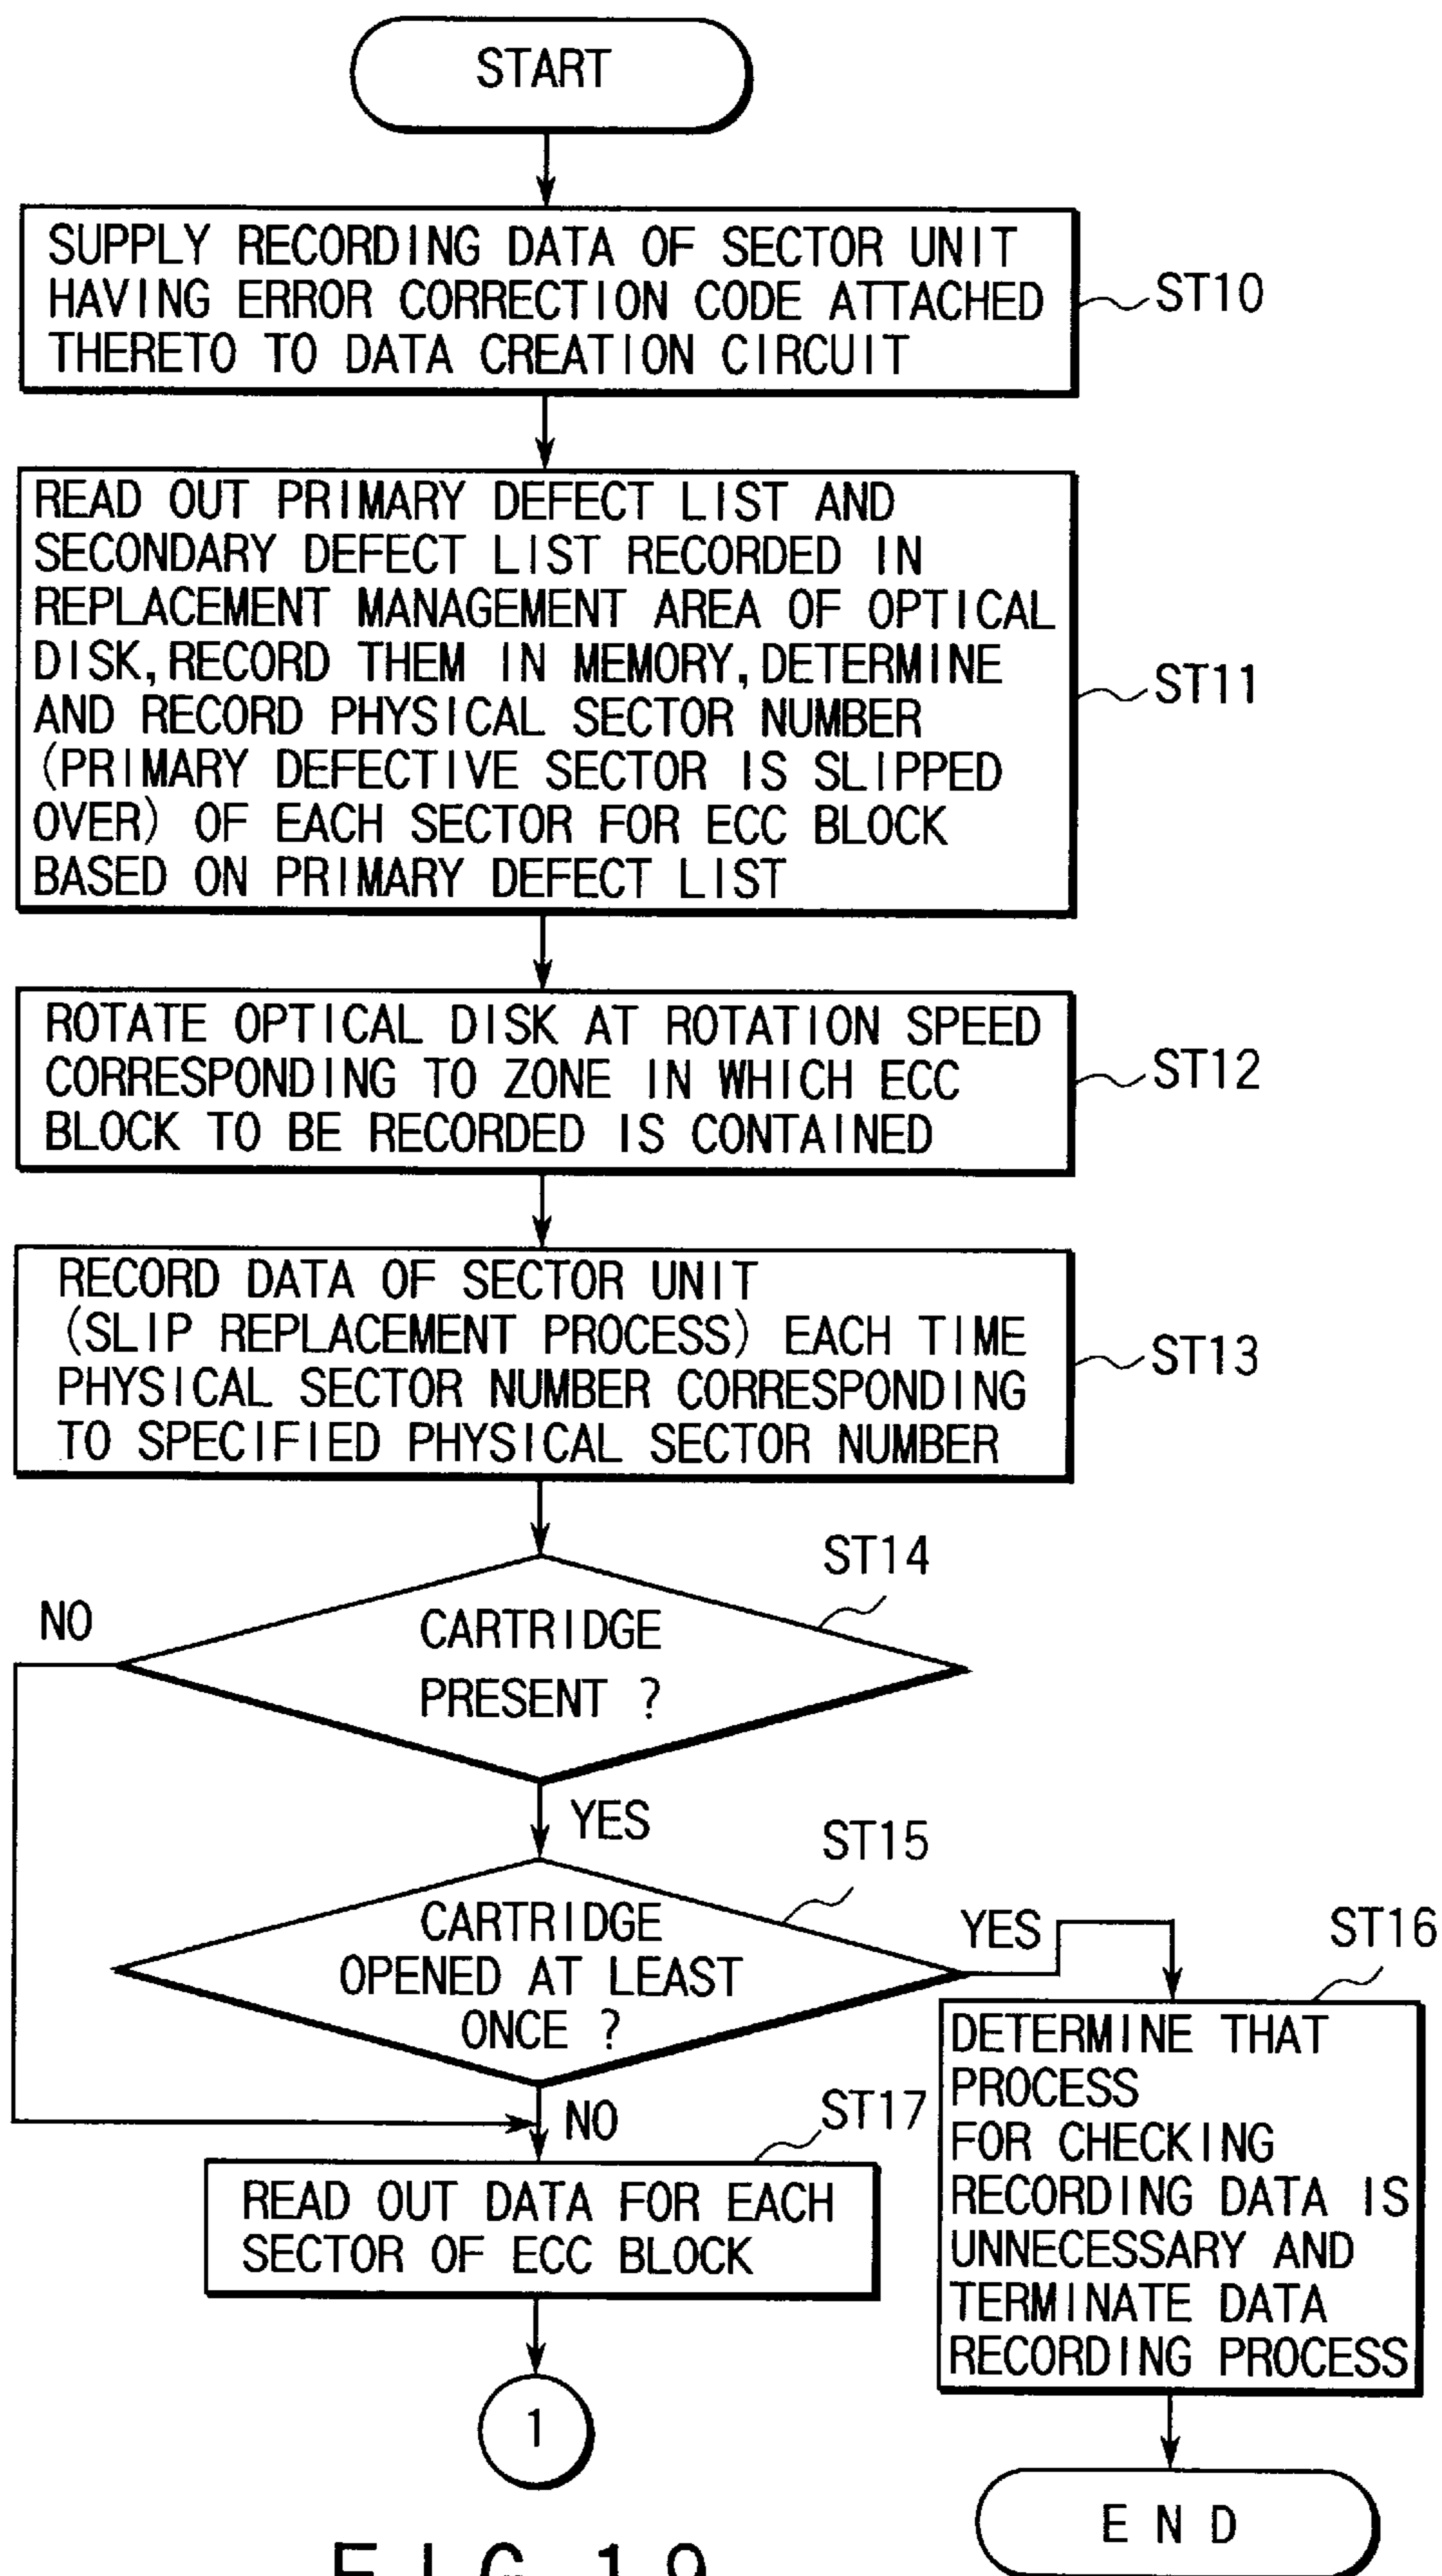 START
SUPPLY RECORDING DATA OF SECTOR UNIT
HAVING ERROR CORRECTION CODE ATTACHED
THERETO TO DATA CREATION CIRCUIT
ST10
READ OUT PRIMARY DEFECT LIST AND
SECONDARY DEFECT LIST RECORDED IN
REPLACEMENT MANAGEMENT AREA OF OPTICAL
DISK, RECORD THEM IN MEMORY, DETERMINE
AND RECORD PHYSICAL SECTOR NUMBER
(PRIMARY DEFECTIVE SECTOR IS SLIPPED
OVER) OF EACH SECTOR FOR ECC BLOCK
BASED ON PRIMARY DEFECT LIST
ST11
ROTATE OPTICAL DISK AT ROTATION SPEED
CORRESPONDING TO ZONE IN WHICH ECC
BLOCK TO BE RECORDED IS CONTAINED
ST12
RECORD DATA OF SECTOR UNIT
(SLIP REPLACEMENT PROCESS) EACH TIME
PHYSICAL SECTOR NUMBER CORRESPONDING
TO SPECIFIED PHYSICAL SECTOR NUMBER
ST13
ST14
NO
CARTRIDGE
PRESENT ?
YES
ST15
CARTRIDGE
OPENED AT LEAST
ONCE ?
YES
ST16
DETERMINE THAT
PROCESS
FOR CHECKING
RECORDING DATA IS
UNNECESSARY AND
TERMINATE DATA
RECORDING PROCESS
NO
ST17
READ OUT DATA FOR EACH
SECTOR OF ECC BLOCK
1
END